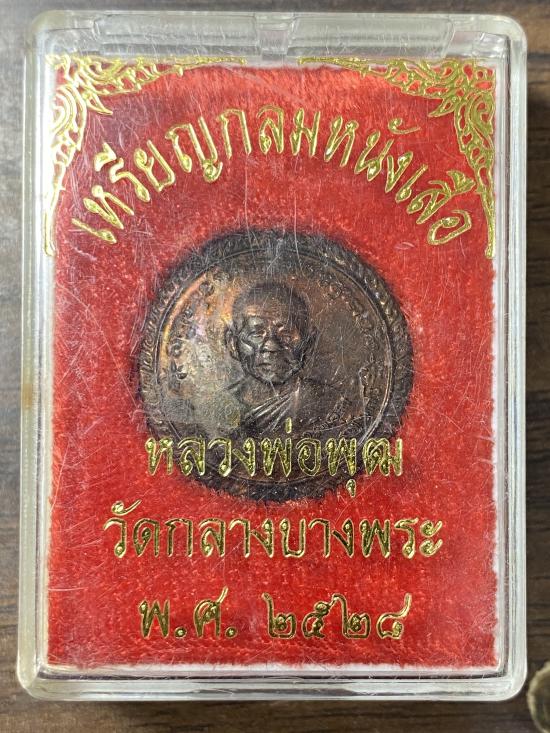 เหรียญกลมหนังเสือ
หลวงพ่อพุฒ
วัดกลางบางพระ
พ.ศ. ๒๕๒๘